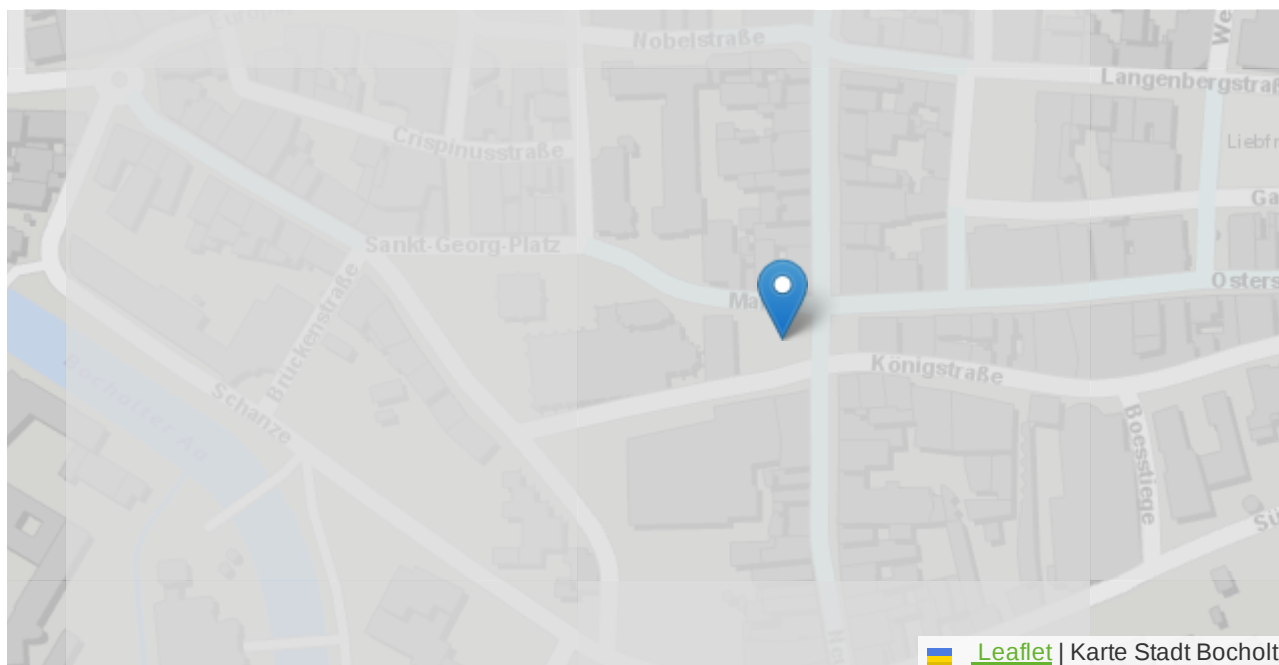 Nobelstraße
Langenbergstraß
Crispinusstraße
Liebfr
Ga
Sankt-Georg-Platz
Osters
Ma
Brückenstraße
Königstraße
Bocholter Aa
Schanze
Boesstiege
Leaflet | Karte Stadt Bocholt